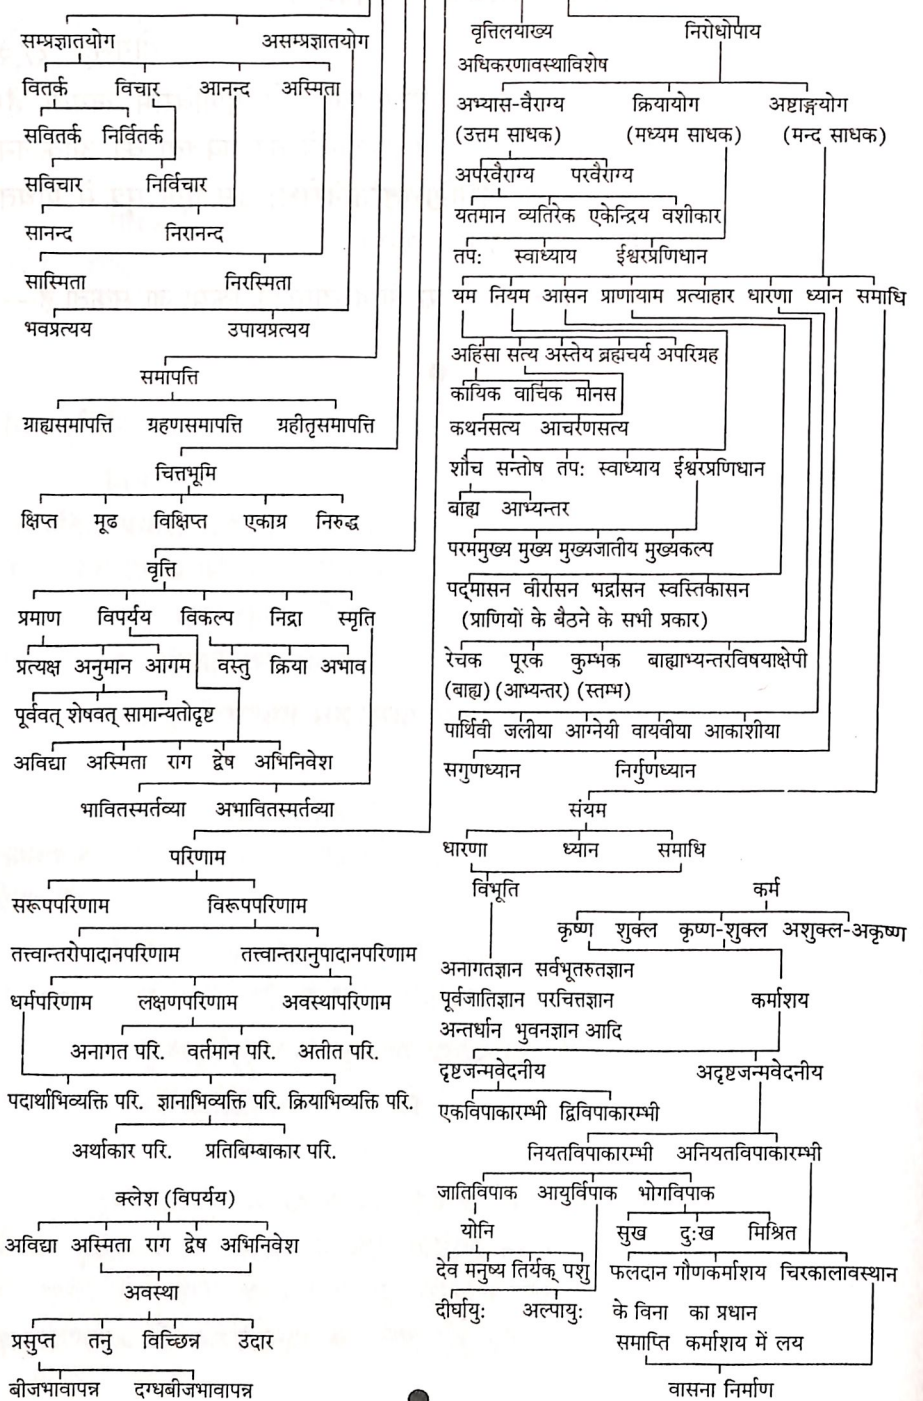 सम्प्रज्ञातयोग असम्प्रज्ञातयोग
वितर्क विचार आनन्द अस्मिता
सवितर्क निर्वितर्क
सविचार निर्विचार
सानन्द निरानन्द
सास्मिता निरस्मिता
भवप्रत्यय उपायप्रत्यय
समापत्ति
ग्राह्यसमापत्ति ग्रहणसमापत्ति ग्रहीतृसमापत्ति
चित्तभूमि
क्षिप्त मूढ विक्षिप्त एकाग्र निरुद्ध
वृत्ति
प्रमाण विपर्यय विकल्प निद्रा स्मृति
प्रत्यक्ष अनुमान आगम वस्तु क्रिया अभाव
पूर्ववत् शेषवत् सामान्यतोदृष्ट
अविद्या अस्मिता राग द्वेष अभिनिवेश
भावितस्मर्तव्या अभावितस्मर्तव्या
परिणाम
सरूपपरिणाम विरूपपरिणाम
तत्त्वान्तरोपादानपरिणाम तत्त्वान्तरानुपादानपरिणाम
धर्मपरिणाम लक्षणपरिणाम अवस्थापरिणाम
अनागत परि. वर्तमान परि. अतीत परि.
पदार्थाभिव्यक्ति परि. ज्ञानाभिव्यक्ति परि. क्रियाभिव्यक्ति परि.
अर्थाकार परि. प्रतिबिम्बाकार परि.
क्लेश (विपर्यय)
अविद्या अस्मिता राग द्वेष अभिनिवेश
अवस्था
प्रसुप्त तनु विच्छिन्न उदार
बीजभावापन्न दग्धबीजभावापन्न
वृत्तिलयाख्य निरोधोपाय
अधिकरणावस्थाविशेष
अभ्यास-वैराग्य क्रियायोग अष्टाङ्गयोग
(उत्तम साधक) (मध्यम साधक) (मन्द साधक)
अपरवैराग्य परवैराग्य
यतमान व्यतिरेक एकेन्द्रिय वशीकार
तप: स्वाध्याय ईश्वरप्रणिधान
यम नियम आसन प्राणायाम प्रत्याहार धारणा ध्यान समाधि
अहिंसा सत्य अस्तेय ब्रह्मचर्य अपरिग्रह
कायिक वाचिक मानस
कथनसत्य आचरणसत्य
शौच सन्तोष तप: स्वाध्याय ईश्वरप्रणिधान
बाह्य आभ्यन्तर
परममुख्य मुख्य मुख्यजातीय मुख्यकल्प
पद्मासन वीरासन भद्रासन स्वस्तिकासन
(प्राणियों के बैठने के सभी प्रकार)
रेचक पूरक कुम्भक बाह्याभ्यन्तरविषयाक्षेपी
(बाह्य) (आभ्यन्तर) (स्तम्भ)
पार्थिवी जलीया आग्नेयी वायवीया आकाशीया
सगुणध्यान निर्गुणध्यान
संयम
धारणा ध्यान समाधि
विभूति कर्म
कृष्ण शुक्ल कृष्ण-शुक्ल अशुक्ल-अकृष्ण
अनागतज्ञान सर्वभूतरुतज्ञान
पूर्वजातिज्ञान परचित्तज्ञान कर्माशय
अन्तर्धान भुवनज्ञान आदि
दृष्टजन्मवेदनीय अदृष्टजन्मवेदनीय
एकविपाकारम्भी द्विविपाकारम्भी
नियतविपाकारम्भी अनियतविपाकारम्भी
जातिविपाक आयुर्विपाक भोगविपाक
योनि सुख दु:ख मिश्रित
देव मनुष्य तिर्यक् पशु फलदान गौणकर्माशय चिरकालावस्थान
दीर्घायु: अल्पायु: के विना का प्रधान
समाप्ति कर्माशय में लय
वासना निर्माण